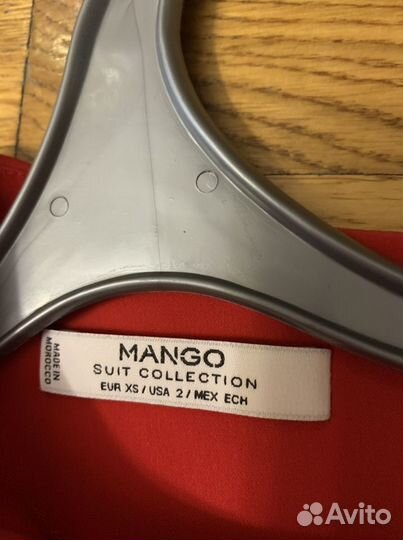 MADE IN
MOROCCO
MANGO
SUIT COLLECTION
EUR XS / USA 2 / MEX ECH
Avito